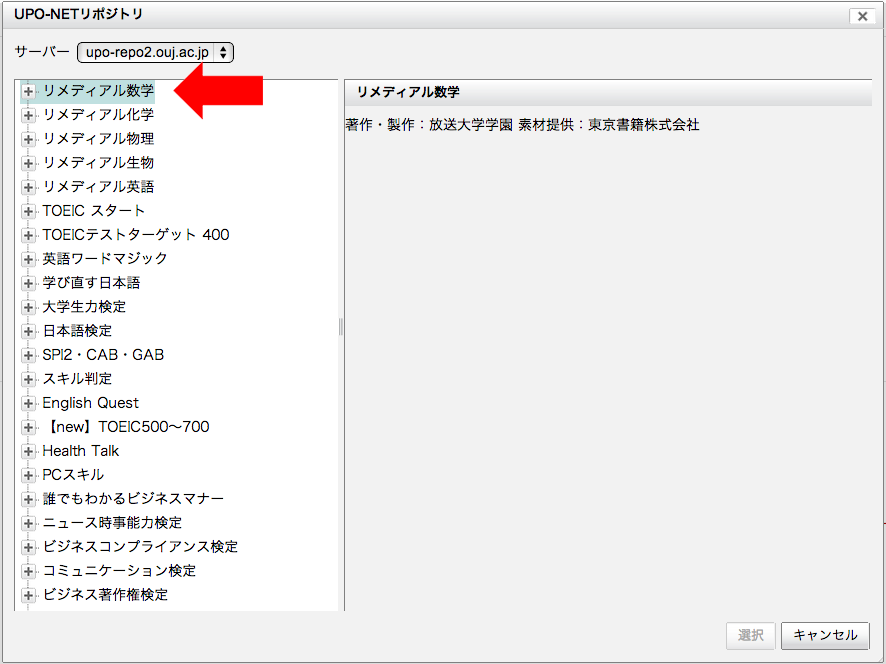 UPO-NETリポジトリ
サーバー upo-repo2.ouj.ac.jp
リメディアル数学
リメディアル化学
リメディアル物理
リメディアル生物
リメディアル英語
TOEIC スタート
TOEICテストターゲット 400
英語ワードマジック
学び直す日本語
大学生力検定
日本語検定
SPI2・CAB・GAB
スキル判定
English Quest
【new】TOEIC500〜700
Health Talk
PCスキル
誰でもわかるビジネスマナー
ニュース時事能力検定
ビジネスコンプライアンス検定
コミュニケーション検定
ビジネス著作権検定
リメディアル数学
著作・製作：放送大学学園 素材提供：東京書籍株式会社
選択 キャンセル